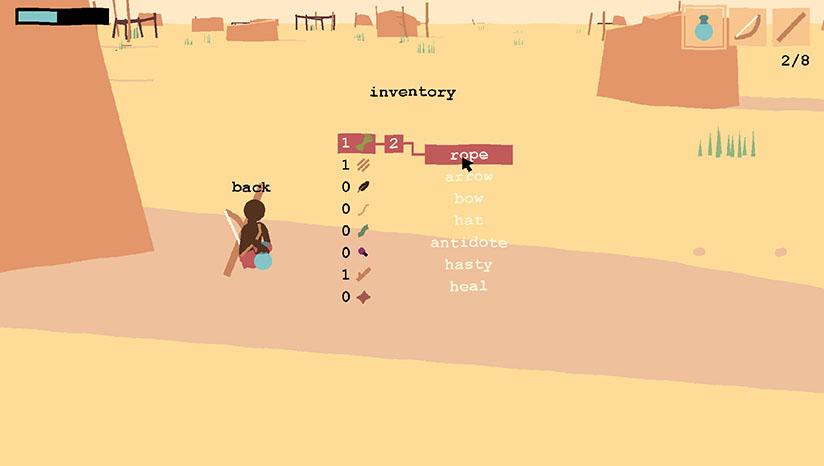 2/8
inventory
1 2 rope
1 arrow
0 bow
back
0 hat
0 antidote
0 hasty
1 heal
0